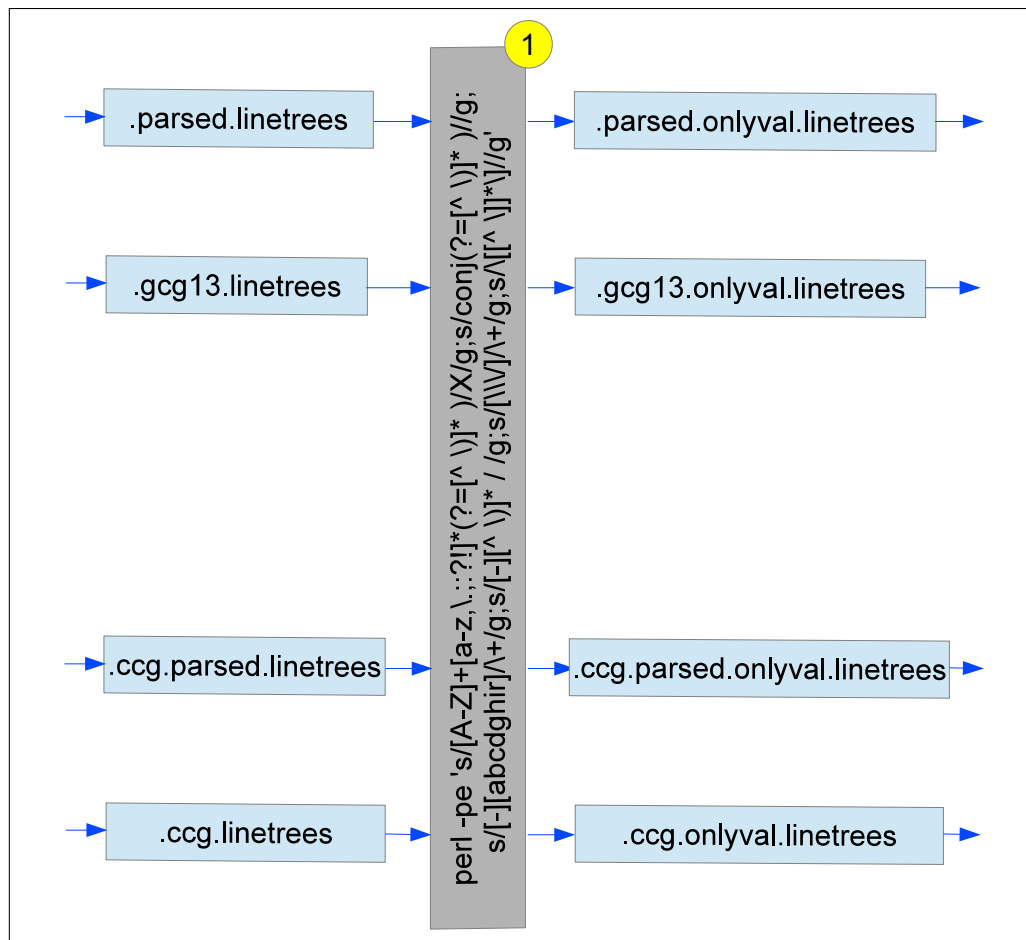 1
.parsed.linetrees
.parsed.onlyval.linetrees
.gcg13.linetrees
.gcg13.onlyval.linetrees
perl -pe 's/[A-Z]+[a-z,\.;:?!]*(?=[^ \)]* )/X/g;s/conj(?=[^ \)]* )//g;
s/[-][abcdghir]/\+/g;s/[-][^ \)]* / /g;s/[\\\/]/\+/g;s/\[[^ \]]*\]//g'
.ccg.parsed.linetrees
.ccg.parsed.onlyval.linetrees
.ccg.linetrees
.ccg.onlyval.linetrees